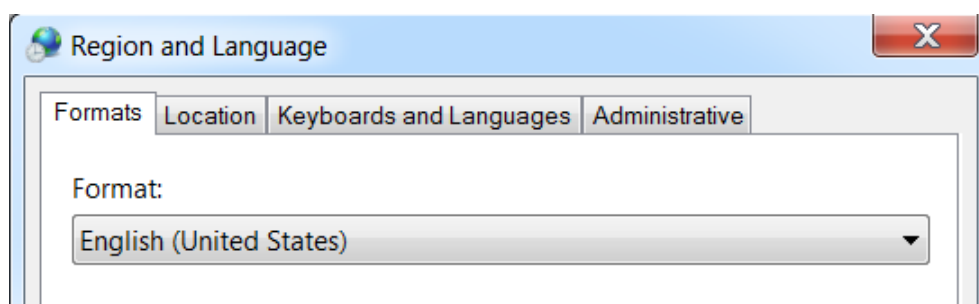 Region and Language
Formats Location Keyboards and Languages Administrative
Format:
English (United States)